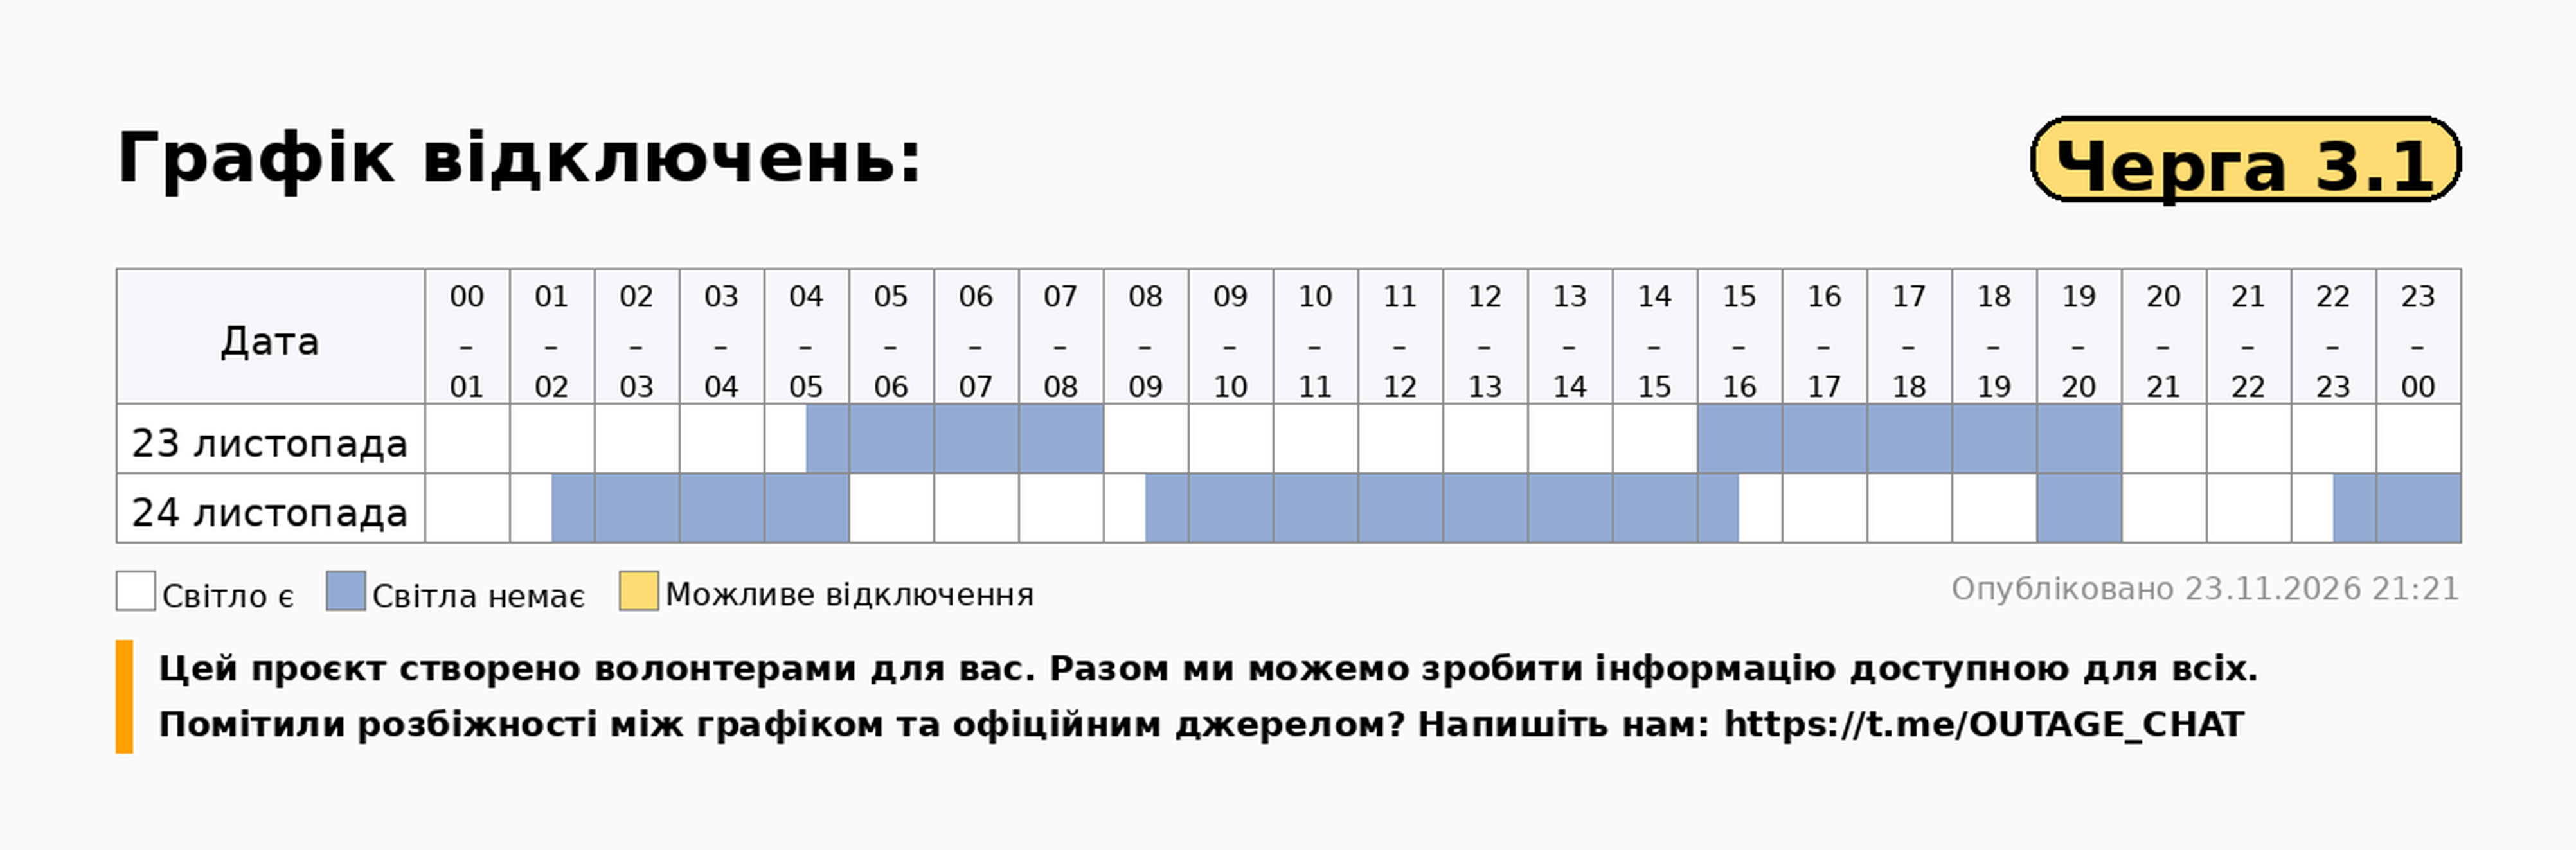 Графік відключень:
Черга 3.1
Дата
00 – 01
01 – 02
02 – 03
03 – 04
04 – 05
05 – 06
06 – 07
07 – 08
08 – 09
09 – 10
10 – 11
11 – 12
12 – 13
13 – 14
14 – 15
15 – 16
16 – 17
17 – 18
18 – 19
19 – 20
20 – 21
21 – 22
22 – 23
23 – 00
23 листопада
24 листопада
Світло є
Світла немає
Можливе відключення
Опубліковано 23.11.2026 21:21
Цей проєкт створено волонтерами для вас. Разом ми можемо зробити інформацію доступною для всіх.
Помітили розбіжності між графіком та офіційним джерелом? Напишіть нам: https://t.me/OUTAGE_CHAT